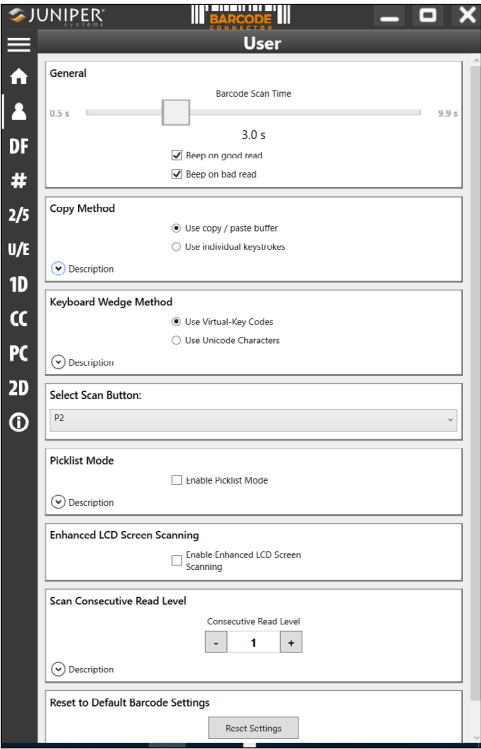 JUNIPER
systems
BARCODE
CONNECTOR
User
General
Barcode Scan Time
0.5 s
9.9 s
3.0 s
Beep on good read
Beep on bad read
DF
#
2/5
U/E
1D
CC
PC
2D
Copy Method
Use copy / paste buffer
Use individual keystrokes
Description
Keyboard Wedge Method
Use Virtual-Key Codes
Use Unicode Characters
Description
Select Scan Button:
P2
Picklist Mode
Enable Picklist Mode
Description
Enhanced LCD Screen Scanning
Enable Enhanced LCD Screen
Scanning
Scan Consecutive Read Level
Consecutive Read Level
- 1 +
Description
Reset to Default Barcode Settings
Reset Settings